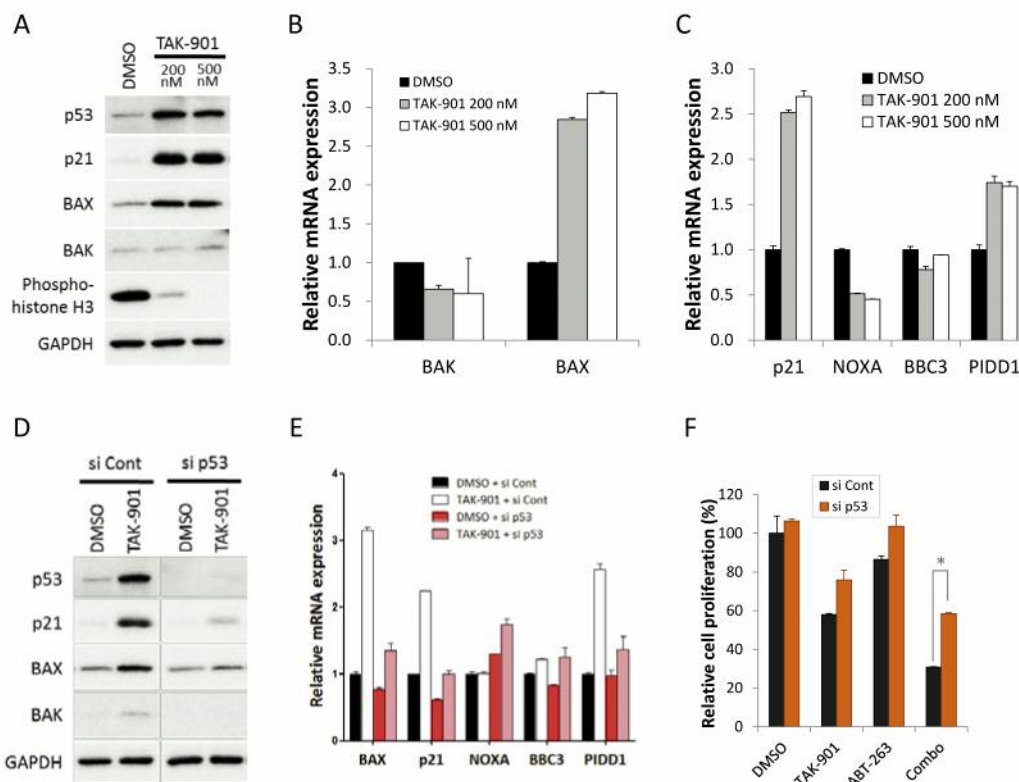 A
DMSO
TAK-901
200 nM
500 nM
p53
p21
BAX
BAK
Phospho-
histone H3
GAPDH
B
Relative mRNA expression
3.5
3.0
2.5
2.0
1.5
1.0
0.5
0.0
DMSO
TAK-901 200 nM
TAK-901 500 nM
BAK
BAX
C
Relative mRNA expression
3.0
2.5
2.0
1.5
1.0
0.5
0.0
DMSO
TAK-901 200 nM
TAK-901 500 nM
p21
NOXA
BBC3
PIDD1
D
si Cont
si p53
DMSO
TAK-901
DMSO
TAK-901
p53
p21
BAX
BAK
GAPDH
E
Relative mRNA expression
4
3
2
1
0
DMSO + si Cont
TAK-901 + si Cont
DMSO + si p53
TAK-901 + si p53
BAX
p21
NOXA
BBC3
PIDD1
F
Relative cell proliferation (%)
120
100
80
60
40
20
0
si Cont
si p53
*
DMSO
TAK-901
ABT-263
Combo